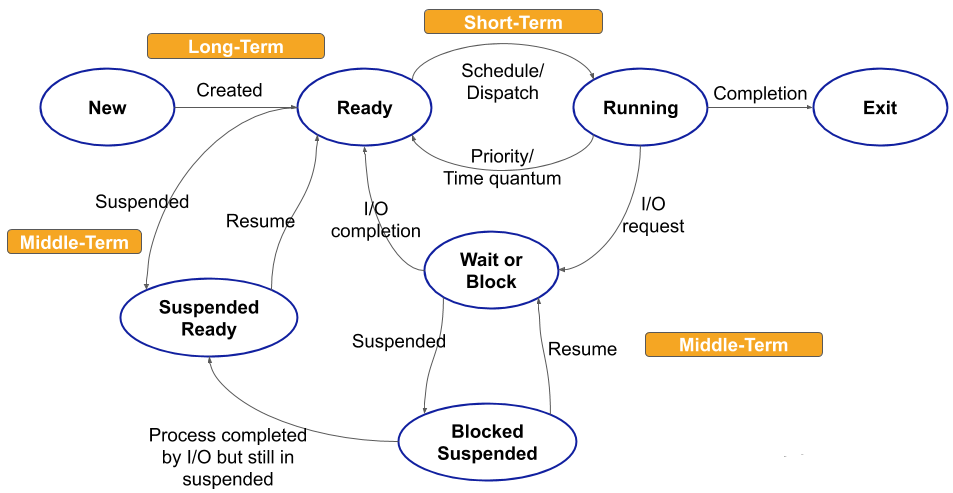 Short-Term
Long-Term
Schedule/
Dispatch
Created
Completion
New
Ready
Running
Exit
Priority/
Time quantum
Suspended
Resume
I/O
completion
I/O
request
Middle-Term
Wait or
Block
Suspended
Ready
Suspended
Resume
Middle-Term
Process completed
by I/O but still in
suspended
Blocked
Suspended